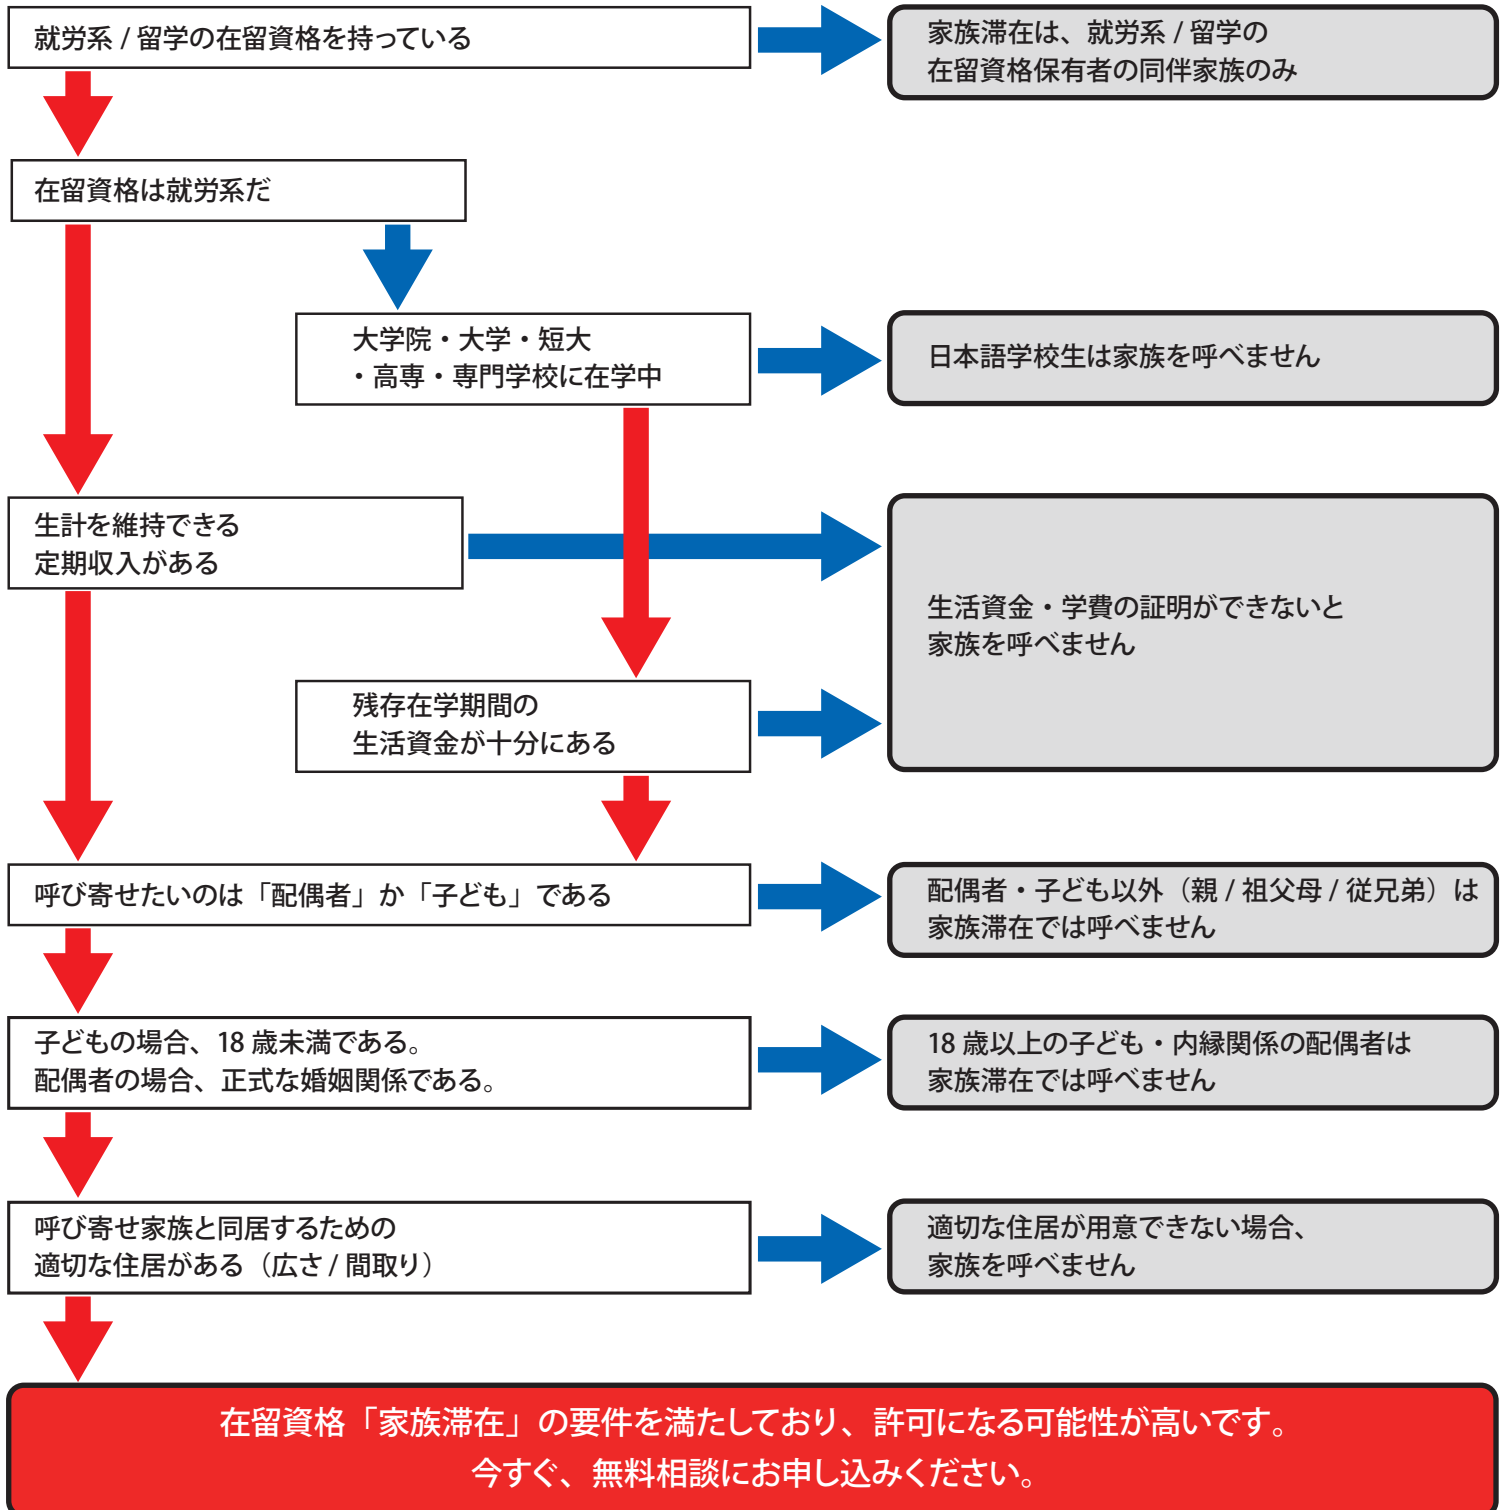 就労系 / 留学の在留資格を持っている
家族滞在は、就労系 / 留学の
在留資格保有者の同伴家族のみ
在留資格は就労系だ
大学院・大学・短大
・高専・専門学校に在学中
日本語学校生は家族を呼べません
生計を維持できる
定期収入がある
生活資金・学費の証明ができないと
家族を呼べません
残存在学期間の
生活資金が十分にある
呼び寄せたいのは「配偶者」か「子ども」である
配偶者・子ども以外（親 / 祖父母 / 従兄弟）は
家族滞在では呼べません
子どもの場合、18 歳未満である。
配偶者の場合、正式な婚姻関係である。
18 歳以上の子ども・内縁関係の配偶者は
家族滞在では呼べません
呼び寄せ家族と同居するための
適切な住居がある（広さ / 間取り）
適切な住居が用意できない場合、
家族を呼べません
在留資格「家族滞在」の要件を満たしており、許可になる可能性が高いです。
今すぐ、無料相談にお申し込みください。